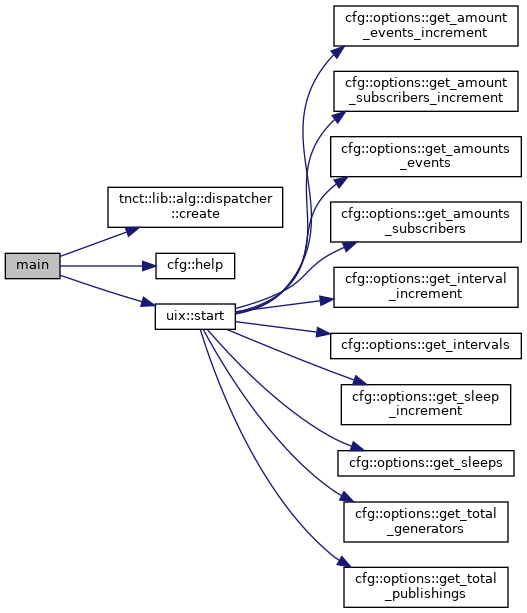 main
tnct::lib::alg::dispatcher
::create
cfg::help
uix::start
cfg::options::get_amount
_events_increment
cfg::options::get_amount
_subscribers_increment
cfg::options::get_amounts
_events
cfg::options::get_amounts
_subscribers
cfg::options::get_interval
_increment
cfg::options::get_intervals
cfg::options::get_sleep
_increment
cfg::options::get_sleeps
cfg::options::get_total
_generators
cfg::options::get_total
_publishings